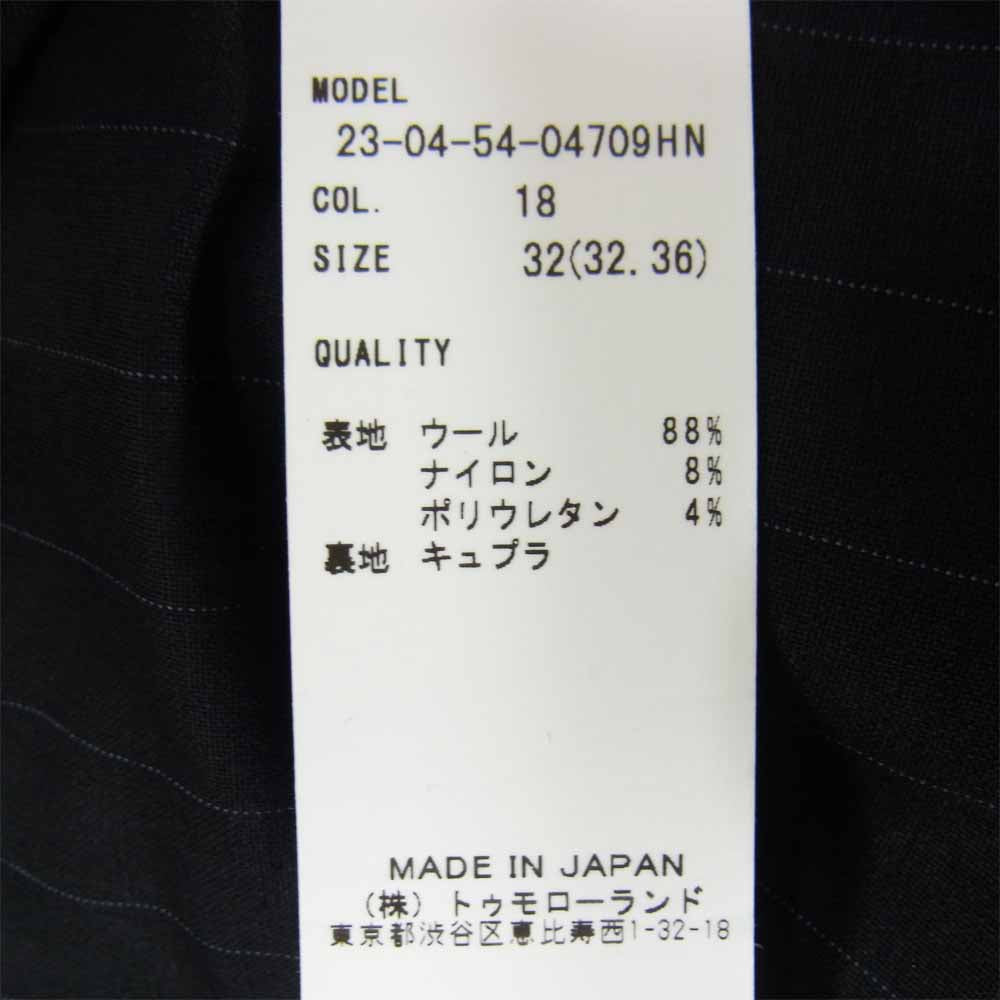 MODEL
23-04-54-04709HN
COL. 18
SIZE 32(32.36)
QUALITY
表地 ウール 88%
ナイロン 8%
ポリウレタン 4%
裏地 キュプラ
MADE IN JAPAN
(株) トゥモローランド
東京都渋谷区恵比寿西1-32-18